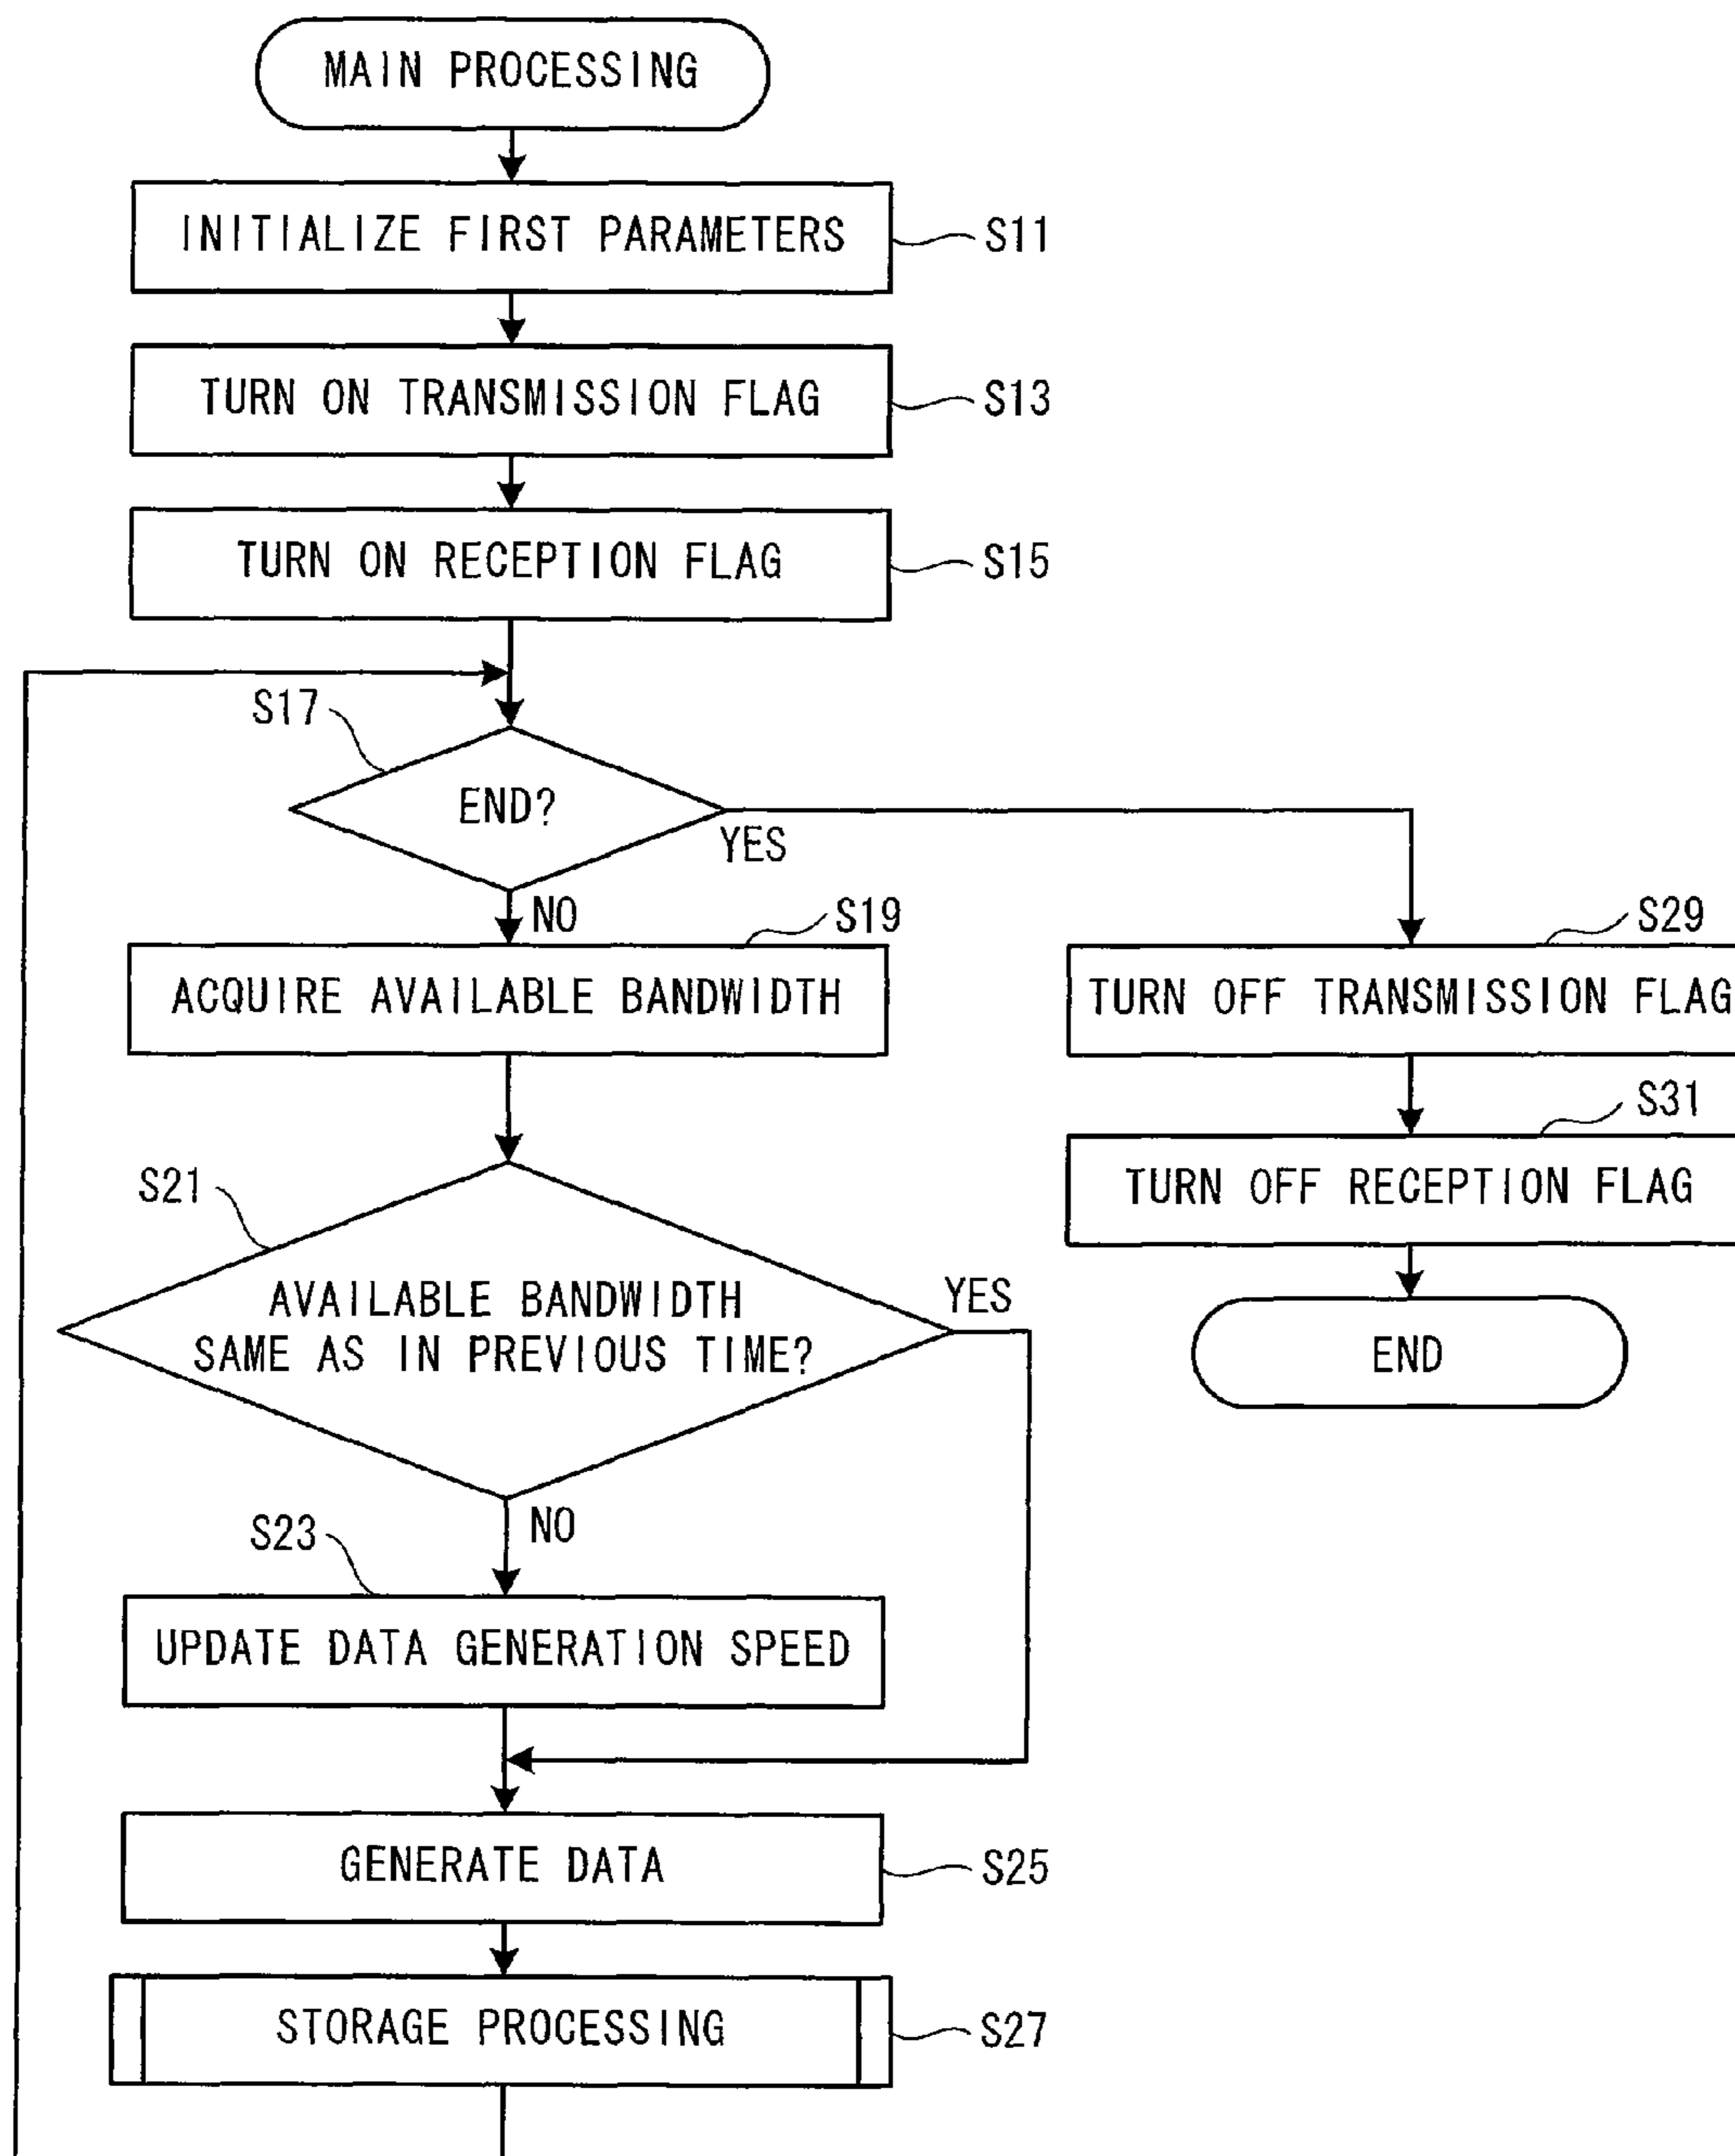 MAIN PROCESSING
INITIALIZE FIRST PARAMETERS
S11
TURN ON TRANSMISSION FLAG
S13
TURN ON RECEPTION FLAG
S15
S17
END?
YES
NO
S19
ACQUIRE AVAILABLE BANDWIDTH
S29
TURN OFF TRANSMISSION FLAG
S31
TURN OFF RECEPTION FLAG
END
S21
AVAILABLE BANDWIDTH
SAME AS IN PREVIOUS TIME?
YES
NO
S23
UPDATE DATA GENERATION SPEED
GENERATE DATA
S25
STORAGE PROCESSING
S27